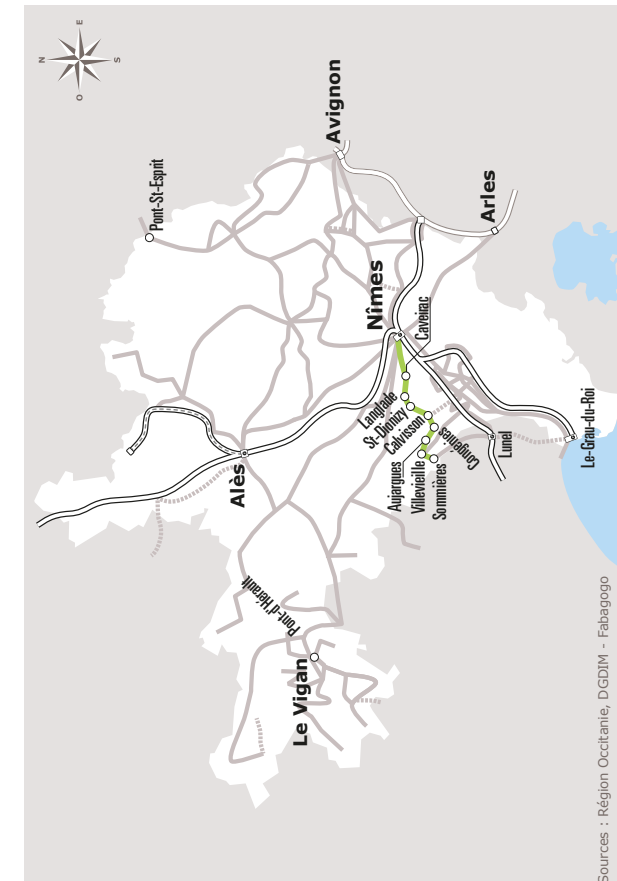 N
E
S
O
Avignon
Pont-St-Esprit
Arles
Nîmes
Caveirac
Langlade
St-Dionizy
Calvisson
Congénies
Aujargues
Villevieille
Sommières
Lunel
Le-Grau-du-Roi
Alès
Pont-d'Hérault
Le Vigan
Sources : Région Occitanie, DGDIM - Fabagogo